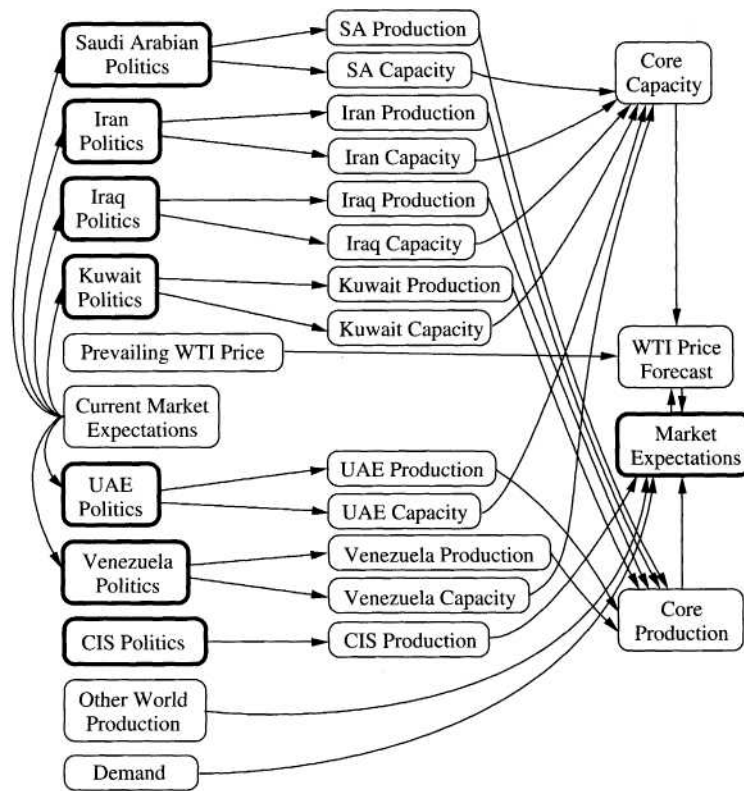 Saudi Arabian
Politics
Iran
Politics
Iraq
Politics
Kuwait
Politics
Prevailing WTI Price
Current Market
Expectations
UAE
Politics
Venezuela
Politics
CIS Politics
Other World
Production
Demand
SA Production
SA Capacity
Iran Production
Iran Capacity
Iraq Production
Iraq Capacity
Kuwait Production
Kuwait Capacity
UAE Production
UAE Capacity
Venezuela Production
Venezuela Capacity
CIS Production
Core
Capacity
WTI Price
Forecast
Market
Expectations
Core
Production